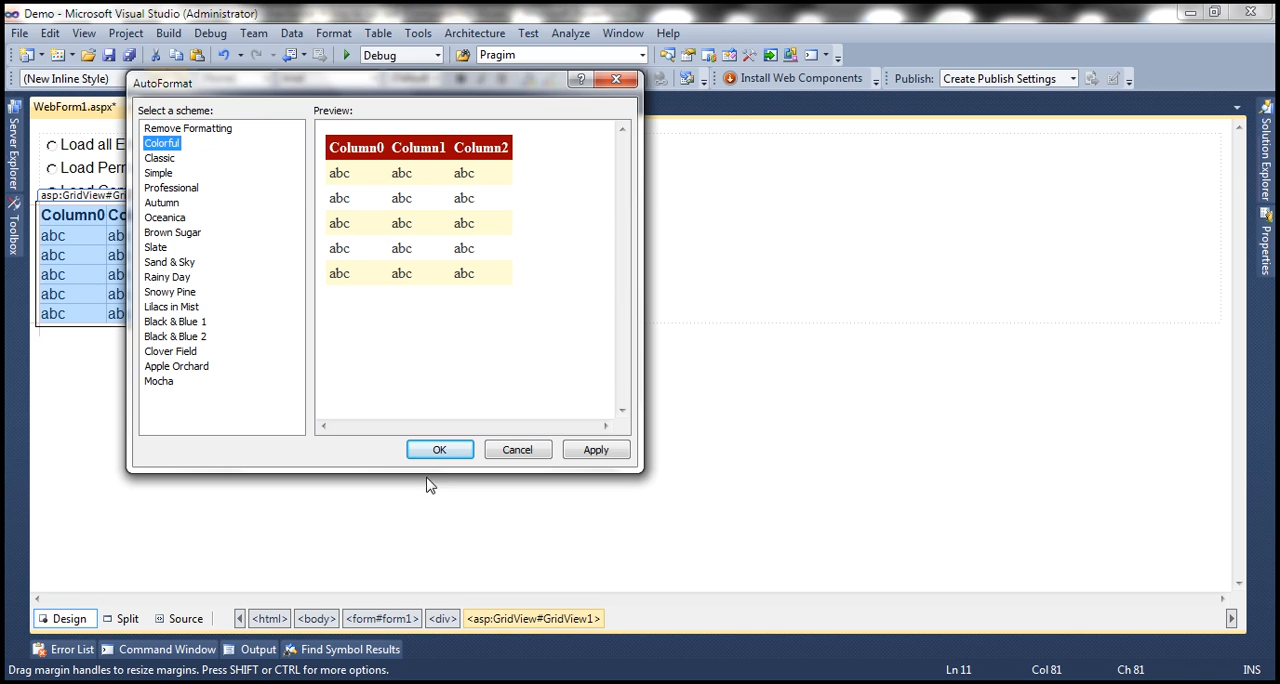 Demo - Microsoft Visual Studio (Administrator)
File Edit View Project Build Debug Team Data Format Table Tools Architecture Test Analyze Window Help
Debug Pragim
(New Inline Style) Install Web Components Publish: Create Publish Settings
AutoFormat
WebForm1.aspx*
Server Explorer
Toolbox
Solution Explorer
Properties
Load all E
Load Perm
asp:GridView#Gri
Column0 Co
abc ab
abc ab
abc ab
abc ab
abc ab
Select a scheme:
Remove Formatting
Colorful
Classic
Simple
Professional
Autumn
Oceanica
Brown Sugar
Slate
Sand & Sky
Rainy Day
Snowy Pine
Lilacs in Mist
Black & Blue 1
Black & Blue 2
Clover Field
Apple Orchard
Mocha
Preview:
Column0 Column1 Column2
abc abc abc
abc abc abc
abc abc abc
abc abc abc
abc abc abc
OK Cancel Apply
Design Split Source <html> <body> <form#form1> <div> <asp:GridView#GridView1>
Error List Command Window Output Find Symbol Results
Drag margin handles to resize margins. Press SHIFT or CTRL for more options. Ln 11 Col 81 Ch 81 INS